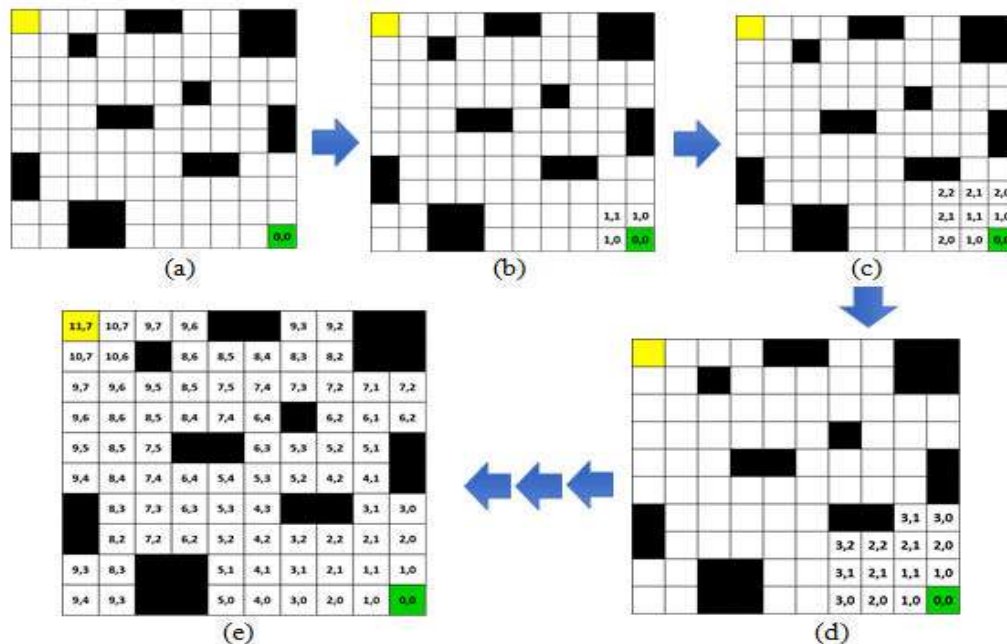 0,0
(a)
1,1 1,0
1,0 0,0
(b)
2,2 2,1 2,0
2,1 1,1 1,0
2,0 1,0 0,0
(c)
3,1 3,0
3,2 2,2 2,1 2,0
3,1 2,1 1,1 1,0
3,0 2,0 1,0 0,0
(d)
11,7 10,7 9,7 9,6 9,3 9,2
10,7 10,6 8,6 8,5 8,4 8,3 8,2
9,7 9,6 9,5 8,5 7,5 7,4 7,3 7,2 7,1 7,2
9,6 8,6 8,5 8,4 7,4 6,4 6,2 6,1 6,2
9,5 8,5 7,5 6,3 5,3 5,2 5,1
9,4 8,4 7,4 6,4 5,4 5,3 5,2 4,2 4,1
8,3 7,3 6,3 5,3 4,3 3,1 3,0
8,2 7,2 6,2 5,2 4,2 3,2 2,2 2,1 2,0
9,3 8,3 5,1 4,1 3,1 2,1 1,1 1,0
9,4 9,3 5,0 4,0 3,0 2,0 1,0 0,0
(e)